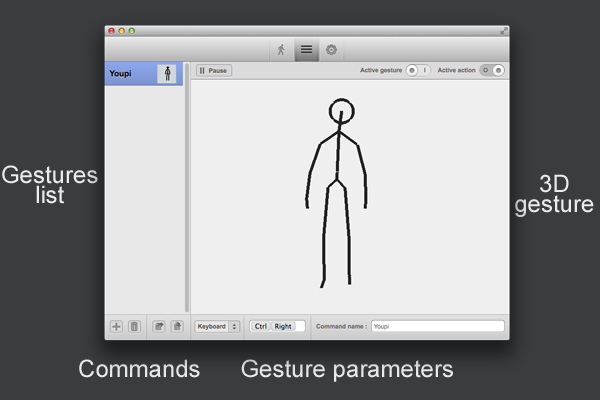 Youpi
Pause
Active gesture
I
Active action
O
Gestures
list
3D
gesture
Keyboard
Ctrl
Right
Command name :
Youpi
Commands
Gesture parameters